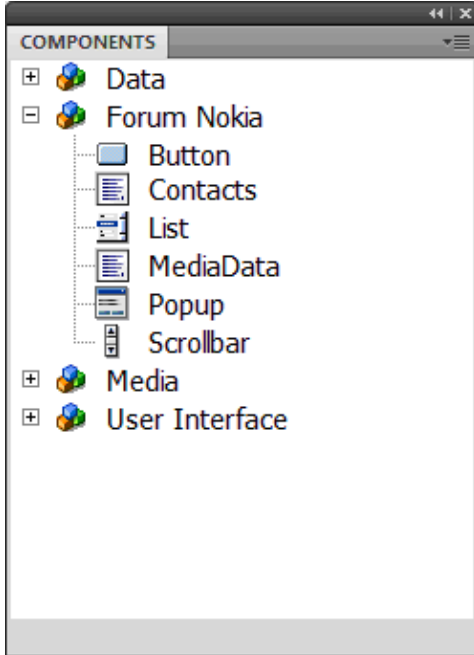 COMPONENTS
Data
Forum Nokia
Button
Contacts
List
MediaData
Popup
Scrollbar
Media
User Interface